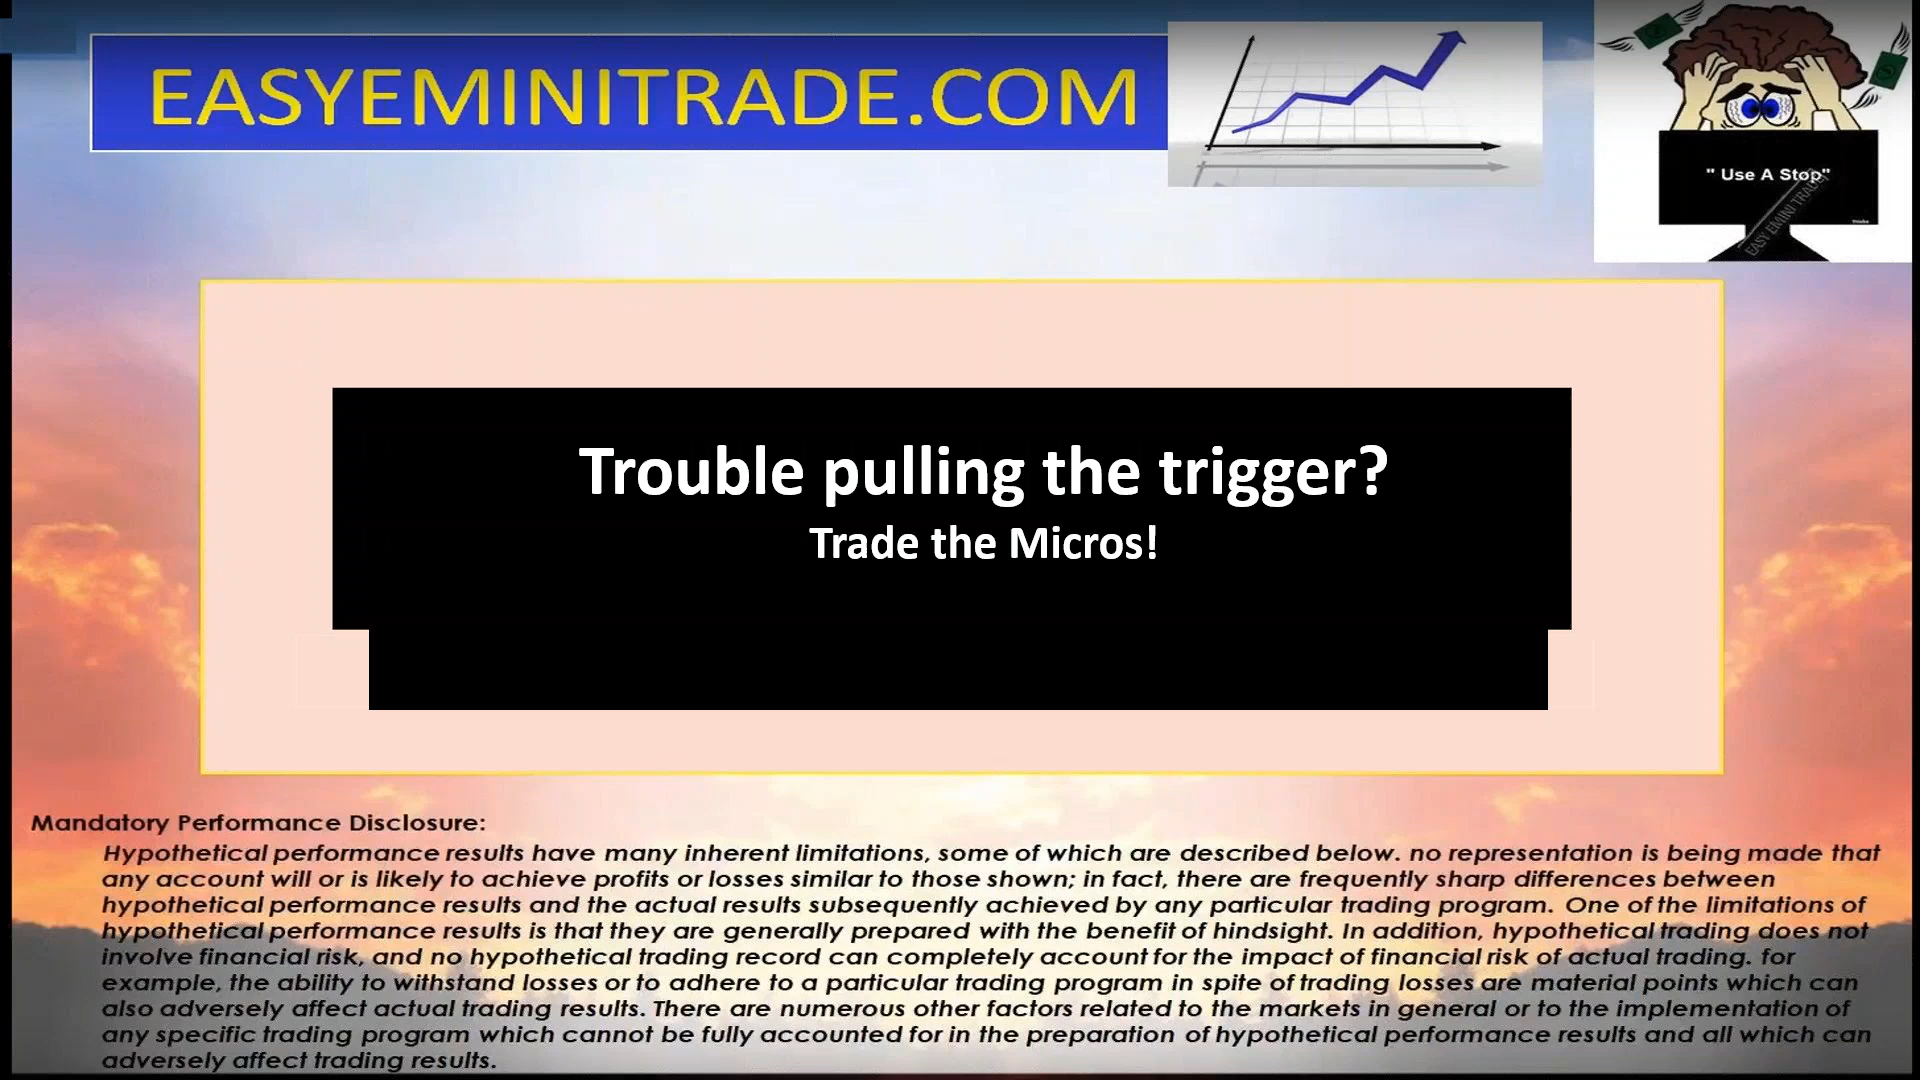 EASYEMINITRADE.COM
" Use A Stop"
EASY EMINI TRADE
Trouble pulling the trigger?
Trade the Micros!
Mandatory Performance Disclosure:
Hypothetical performance results have many inherent limitations, some of which are described below. no representation is being made that
any account will or is likely to achieve profits or losses similar to those shown; in fact, there are frequently sharp differences between
hypothetical performance results and the actual results subsequently achieved by any particular trading program. One of the limitations of
hypothetical performance results is that they are generally prepared with the benefit of hindsight. In addition, hypothetical trading does not
involve financial risk, and no hypothetical trading record can completely account for the impact of financial risk of actual trading. for
example, the ability to withstand losses or to adhere to a particular trading program in spite of trading losses are material points which can
also adversely affect actual trading results. There are numerous other factors related to the markets in general or to the implementation of
any specific trading program which cannot be fully accounted for in the preparation of hypothetical performance results and all which can
adversely affect trading results.